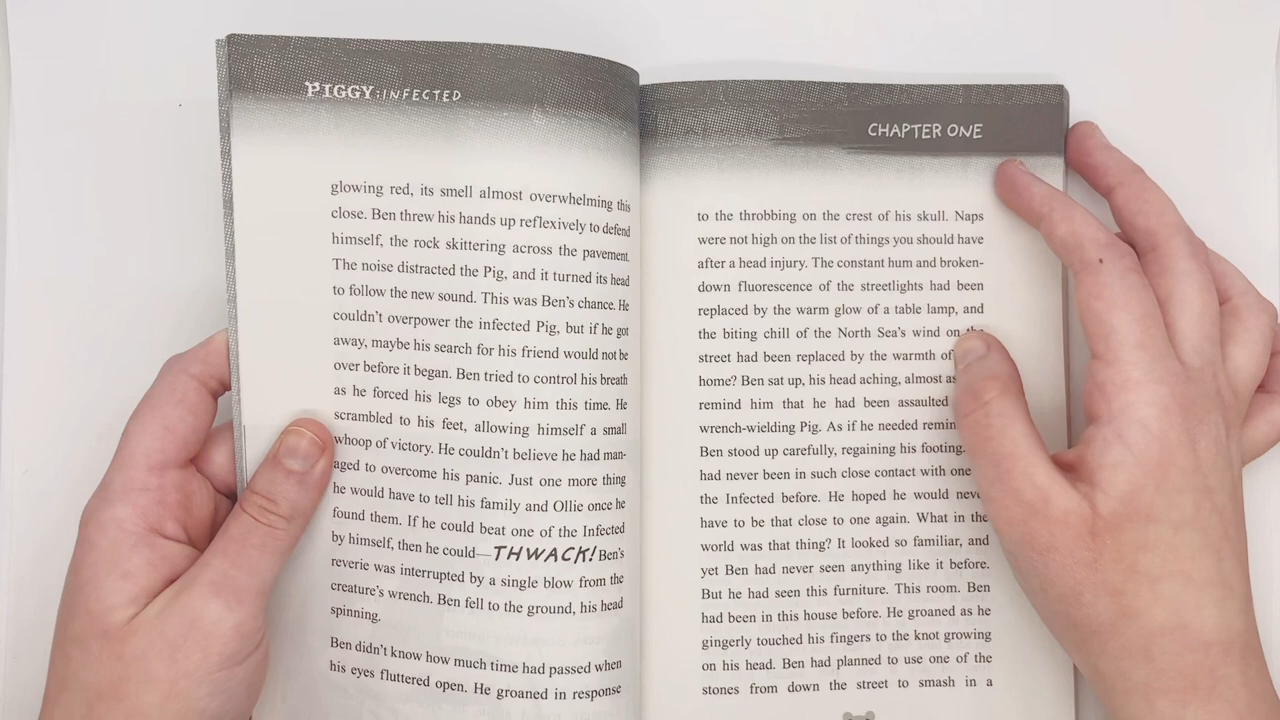 PIGGY: INFECTED
glowing red, its smell almost overwhelming this
close. Ben threw his hands up reflexively to defend
himself, the rock skittering across the pavement.
The noise distracted the Pig, and it turned its head
to follow the new sound. This was Ben's chance. He
couldn't overpower the infected Pig, but if he got
away, maybe his search for his friend would not be
over before it began. Ben tried to control his breath
as he forced his legs to obey him this time. He
scrambled to his feet, allowing himself a small
whoop of victory. He couldn't believe he had man-
aged to overcome his panic. Just one more thing
he would have to tell his family and Ollie once he
found them. If he could beat one of the Infected
by himself, then he could—THWACK! Ben's
reverie was interrupted by a single blow from the
creature's wrench. Ben fell to the ground, his head
spinning.
Ben didn't know how much time had passed when
his eyes fluttered open. He groaned in response
CHAPTER ONE
to the throbbing on the crest of his skull. Naps
were not high on the list of things you should have
after a head injury. The constant hum and broken-
down fluorescence of the streetlights had been
replaced by the warm glow of a table lamp, and
the biting chill of the North Sea's wind on the
street had been replaced by the warmth of
home? Ben sat up, his head aching, almost as
remind him that he had been assaulted
wrench-wielding Pig. As if he needed
Ben stood up carefully, regaining his footing.
had never been in such close contact with one
the Infected before. He hoped he would never
have to be that close to one again. What in the
world was that thing? It looked so familiar, and
yet Ben had never seen anything like it before.
But he had seen this furniture. This room. Ben
had been in this house before. He groaned as he
gingerly touched his fingers to the knot growing
on his head. Ben had planned to use one of the
stones from down the street to smash in a